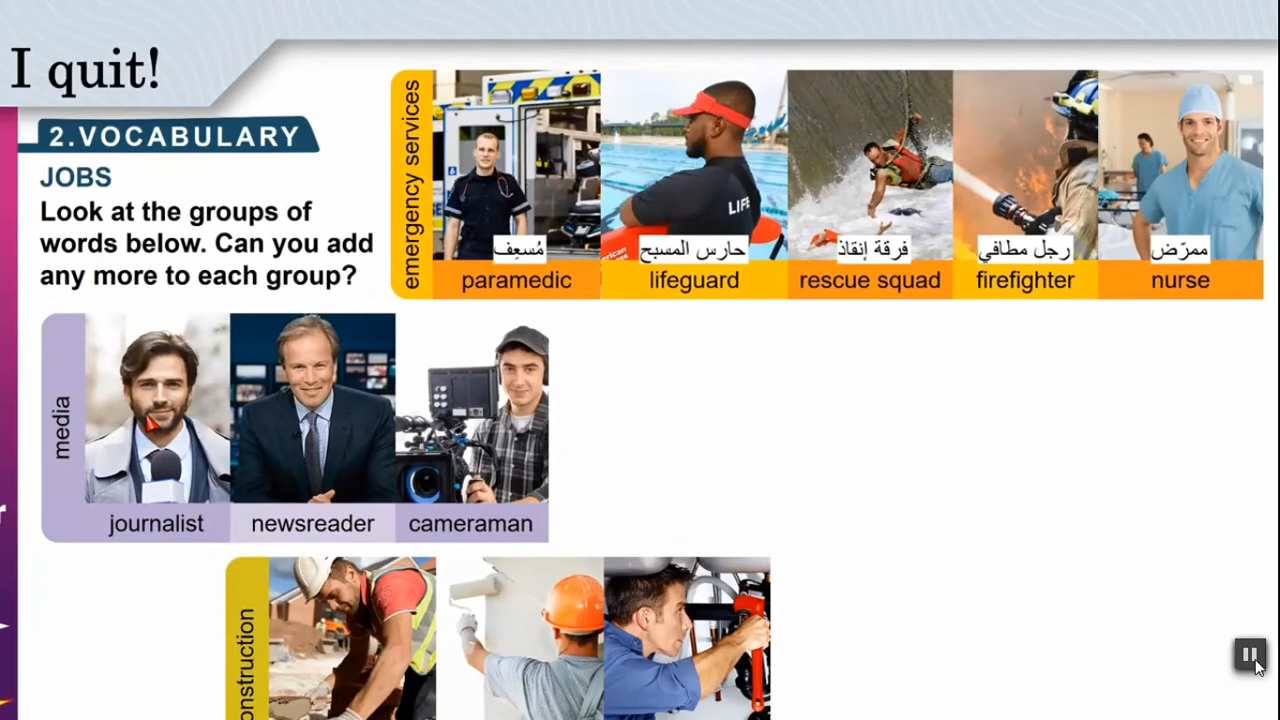 I quit!
2.VOCABULARY
JOBS
Look at the groups of
words below. Can you add
any more to each group?
emergency services
مُسعِف
حارس المسبح
فرقة إنقاذ
رجل مطافي
ممرّض
LIFE
paramedic
lifeguard
rescue squad
firefighter
nurse
media
journalist
newsreader
cameraman
onstruction